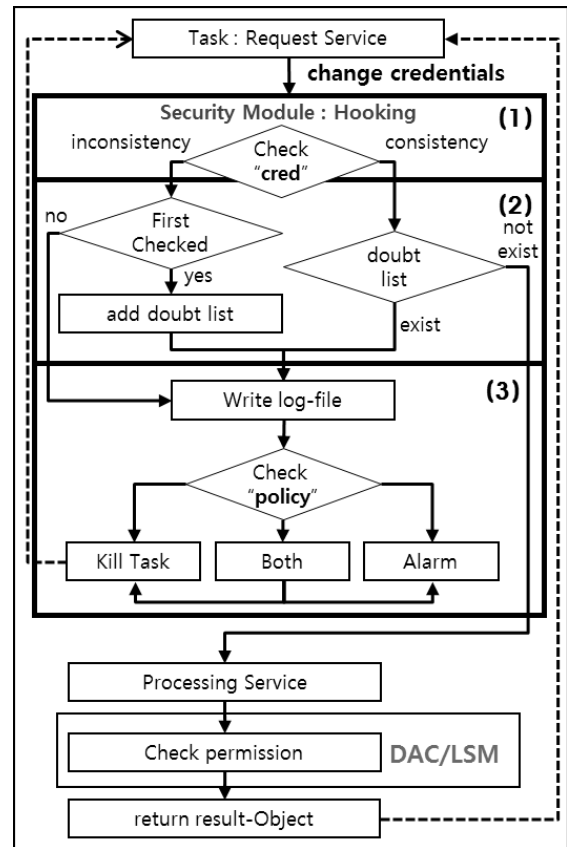 Task : Request Service
change credentials
Security Module : Hooking
(1)
inconsistency
consistency
Check
"cred"
(2)
no
First
Checked
not
exist
doubt
list
yes
add doubt list
exist
(3)
Write log-file
Check
"policy"
Kill Task
Both
Alarm
Processing Service
Check permission
DAC/LSM
return result-Object